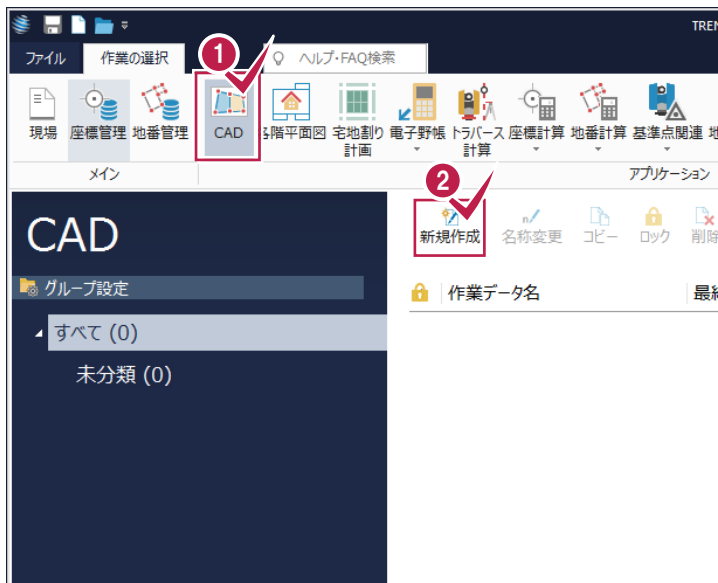 TREN
ファイル 作業の選択 ヘルプ・FAQ検索
1
現場 座標管理 地番管理 CAD 各階平面図 宅地割り計画 電子野帳 トラバース計算 座標計算 地番計算 基準点関連 地
メイン アプリケーション
2
CAD
新規作成 名称変更 コピー ロック 削除
グループ設定
作業データ名 最終
すべて (0)
未分類 (0)